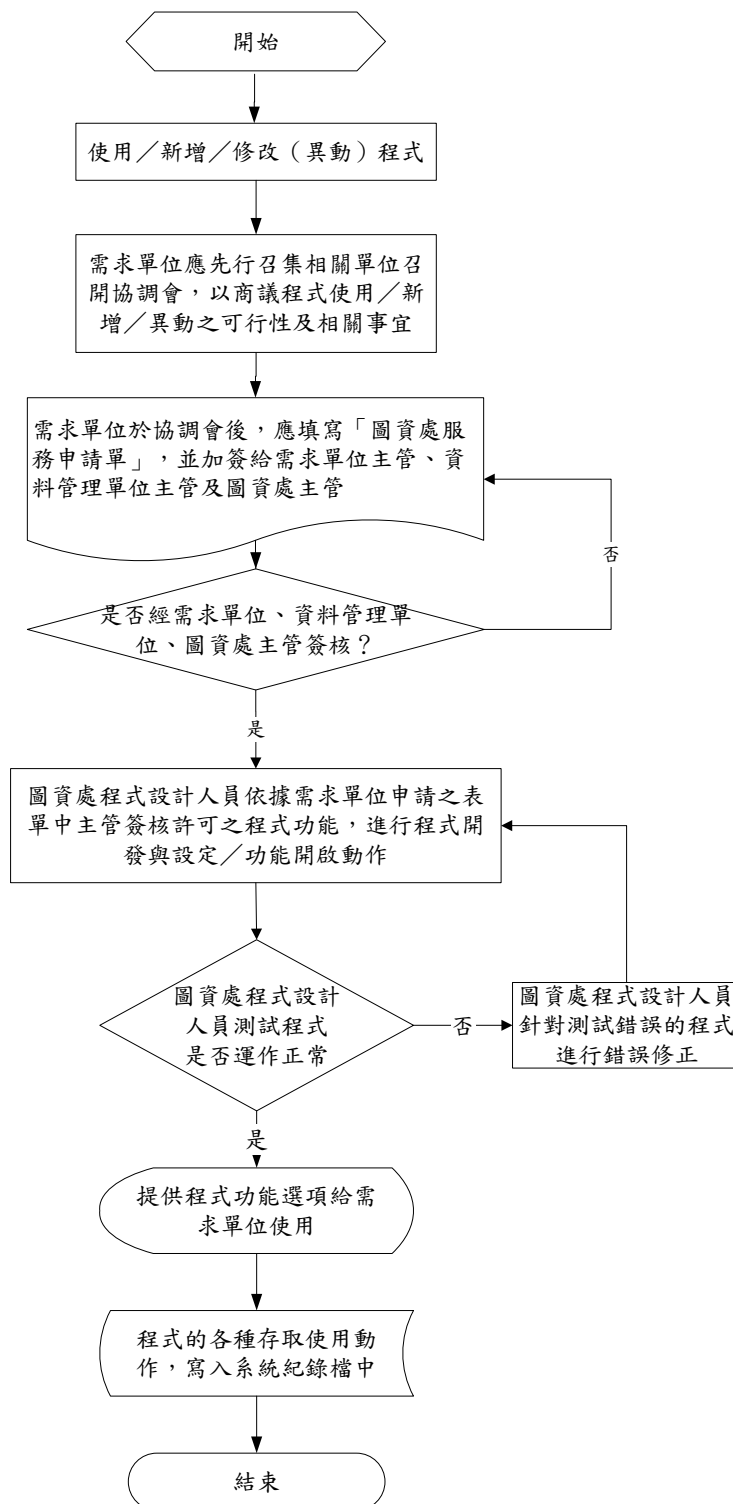 開始
使用／新增／修改（異動）程式
需求單位應先行召集相關單位召
開協調會，以商議程式使用／新
增／異動之可行性及相關事宜
需求單位於協調會後，應填寫「圖資處服
務申請單」，並加簽給需求單位主管、資
料管理單位主管及圖資處主管
否
是否經需求單位、資料管理單
位、圖資處主管簽核？
是
圖資處程式設計人員依據需求單位申請之表
單中主管簽核許可之程式功能，進行程式開
發與設定／功能開啟動作
圖資處程式設計
人員測試程式
是否運作正常
否
圖資處程式設計人員
針對測試錯誤的程式
進行錯誤修正
是
提供程式功能選項給需
求單位使用
程式的各種存取使用動
作，寫入系統紀錄檔中
結束